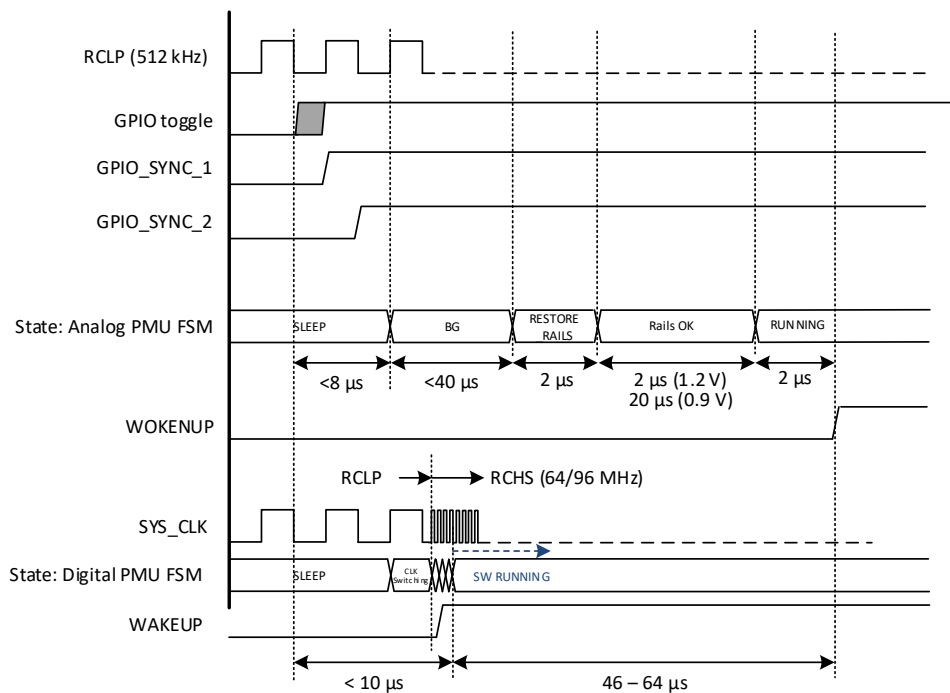 RCLP (512 kHz)
GPIO toggle
GPIO_SYNC_1
GPIO_SYNC_2
State: Analog PMU FSM
SLEEP
BG
RESTORE
_RAILS
Rails OK
RUNNING
<8 µs
<40 µs
2 µs
2 µs (1.2 V)
20 µs (0.9 V)
2 µs
WOKENUP
RCLP
RCHS (64/96 MHz)
SYS_CLK
State: Digital PMU FSM
SLEEP
CLK
Switching
SW RUNNING
WAKEUP
< 10 µs
46 – 64 µs